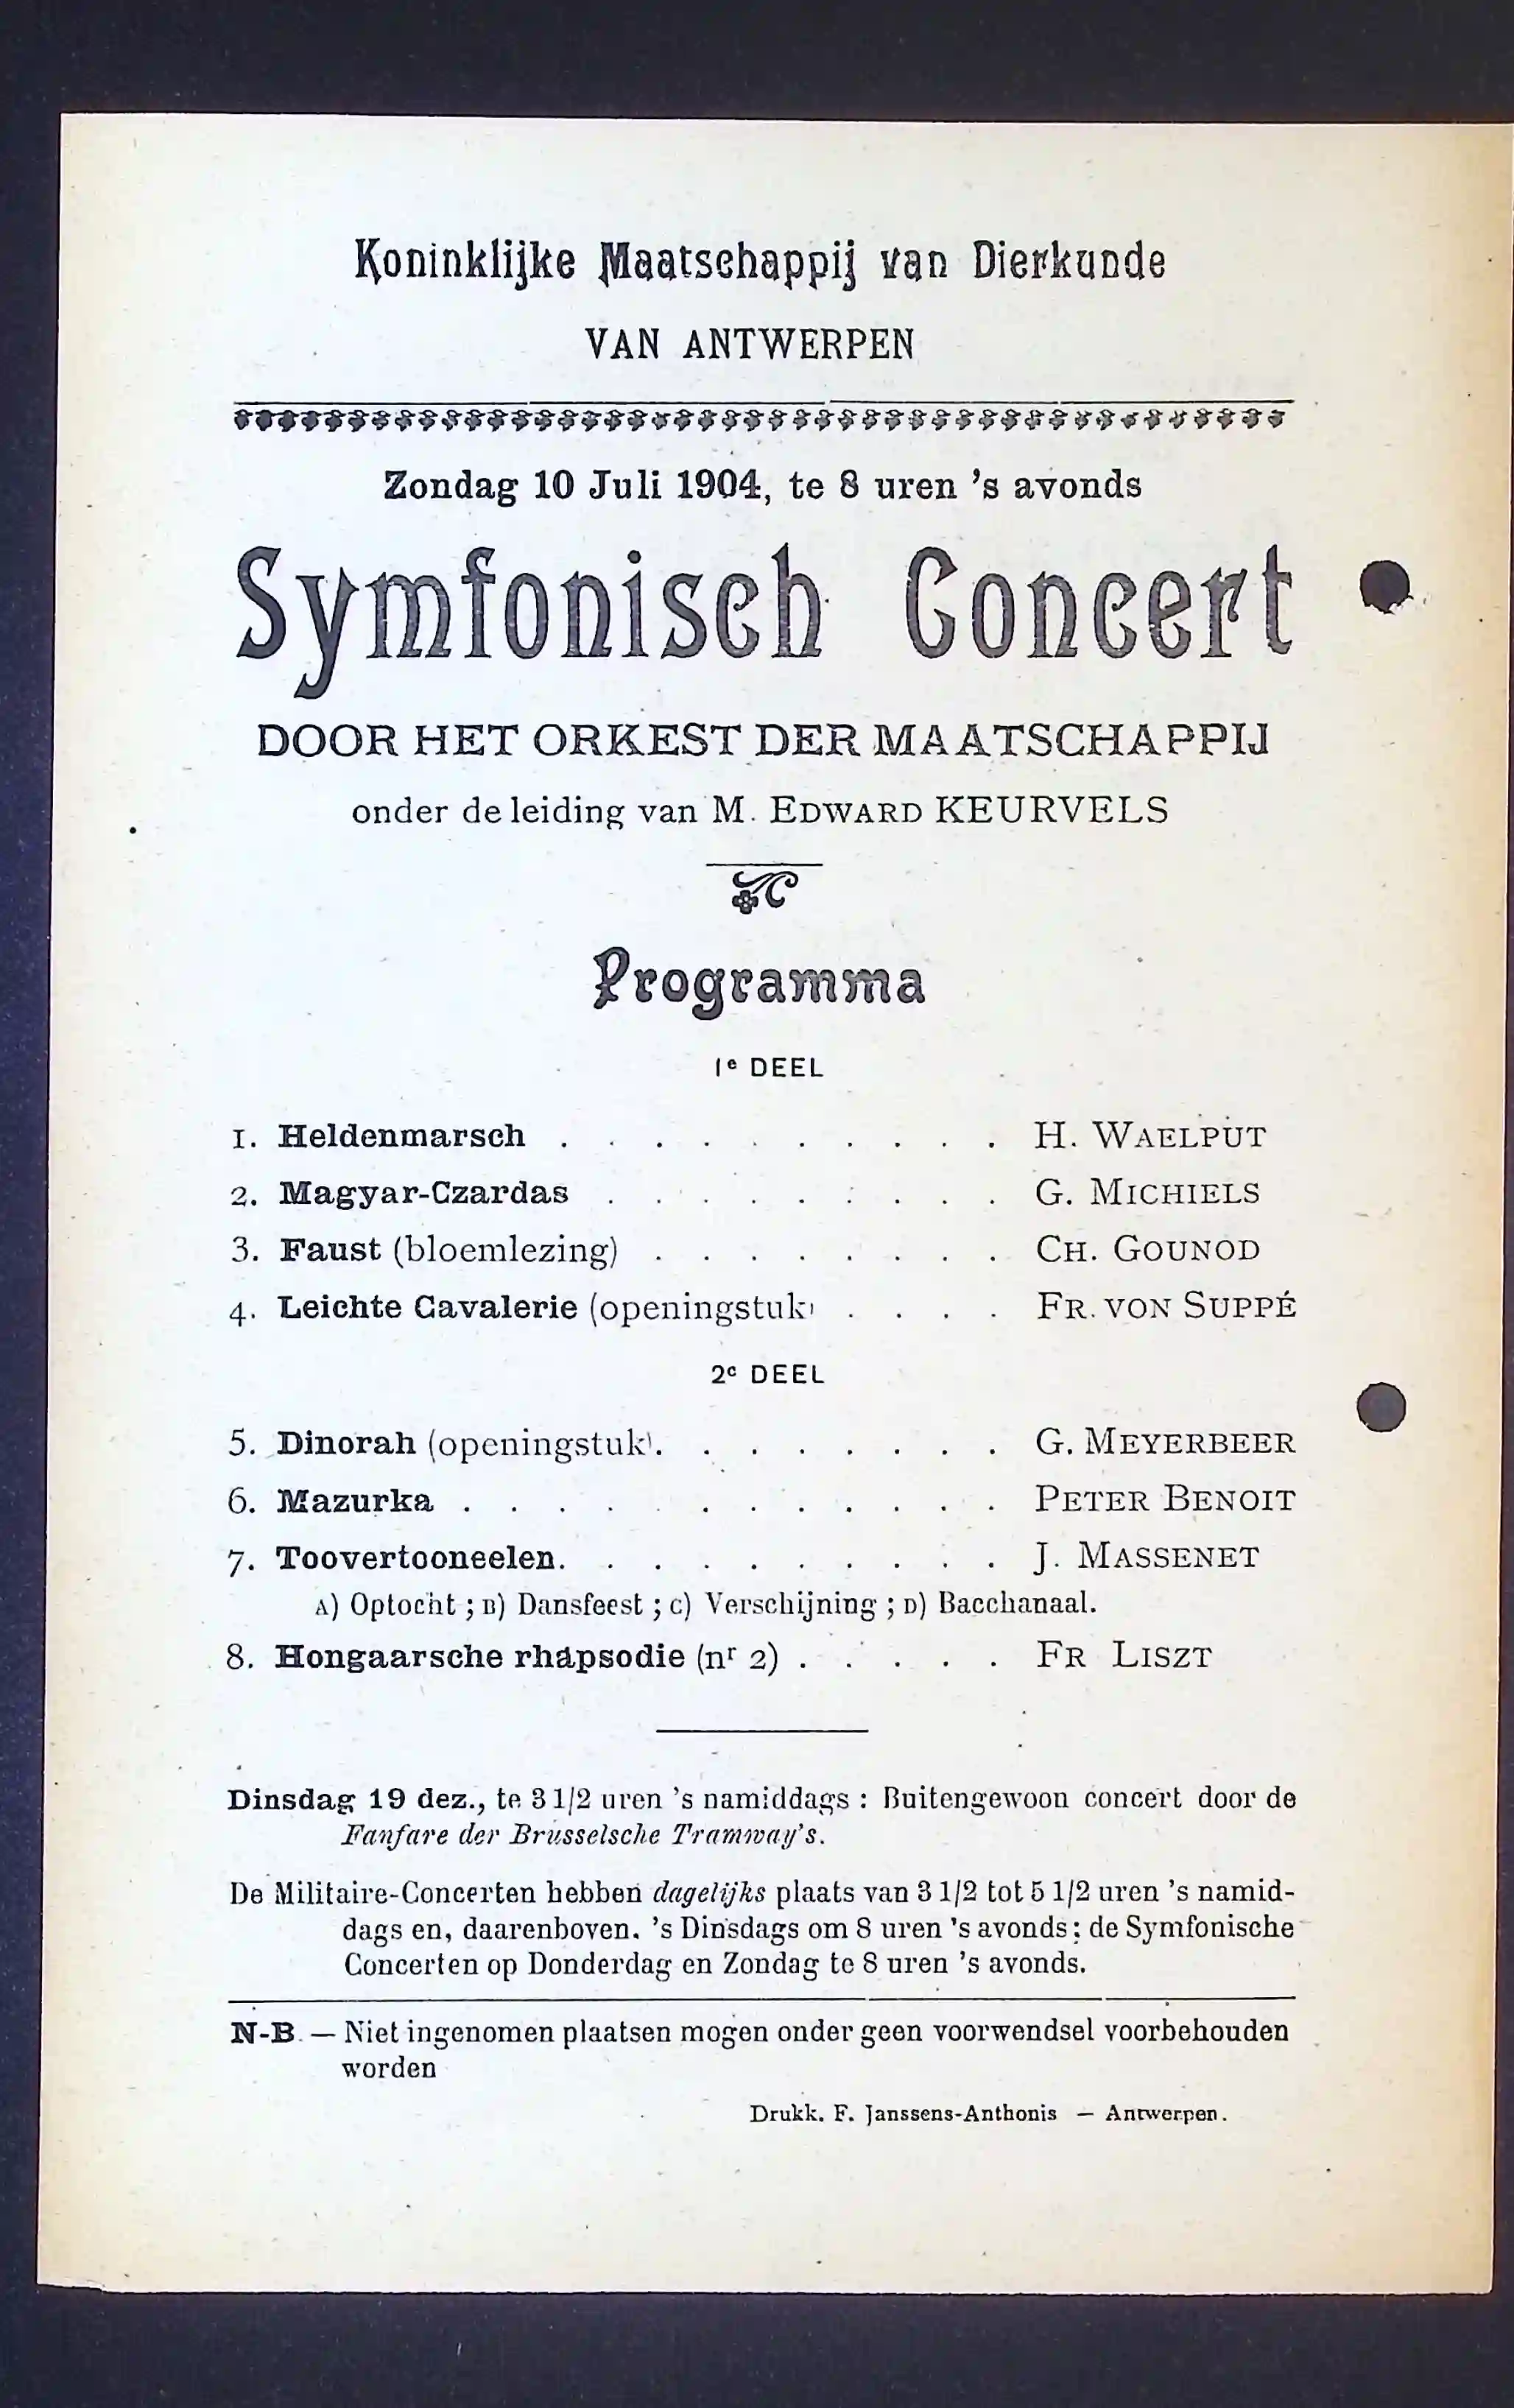 Koninklijke Maatschappij van Dierkunde
VAN ANTWERPEN
Zondag 10 Juli 1904, te 8 uren 's avonds
Symfonisch Concert
DOOR HET ORKEST DER MAATSCHAPPIJ
onder de leiding van M. EDWARD KEURVELS
Programma
1e DEEL
1. Heldenmarsch . . . . . . . . . . H. WAELPUT
2. Magyar-Czardas . . . . . . . . . G. MICHIELS
3. Faust (bloemlezing) . . . . . . . . CH. GOUNOD
4. Leichte Cavalerie (openingstuk) . . . . FR. VON SUPPÉ
2e DEEL
5. Dinorah (openingstuk). . . . . . . . G. MEYERBEER
6. Mazurka . . . . . . . . . . . . PETER BENOIT
7. Toovertooneelen. . . . . . . . . . J. MASSENET
A) Optocht ; B) Dansfeest ; C) Verschijning ; D) Bacchanaal.
8. Hongaarsche rhapsodie (nr 2) . . . . . FR LISZT
Dinsdag 19 dez., te 3 1/2 uren 's namiddags : Buitengewoon concert door de
Fanfare der Brusselsche Tramway's.
De Militaire-Concerten hebben dagelijks plaats van 3 1/2 tot 5 1/2 uren 's namid-
dags en, daarenboven. 's Dinsdags om 8 uren 's avonds ; de Symfonische
Concerten op Donderdag en Zondag te 8 uren 's avonds.
N-B. — Niet ingenomen plaatsen mogen onder geen voorwendsel voorbehouden
worden
Drukk. F. Janssens-Anthonis — Antwerpen.